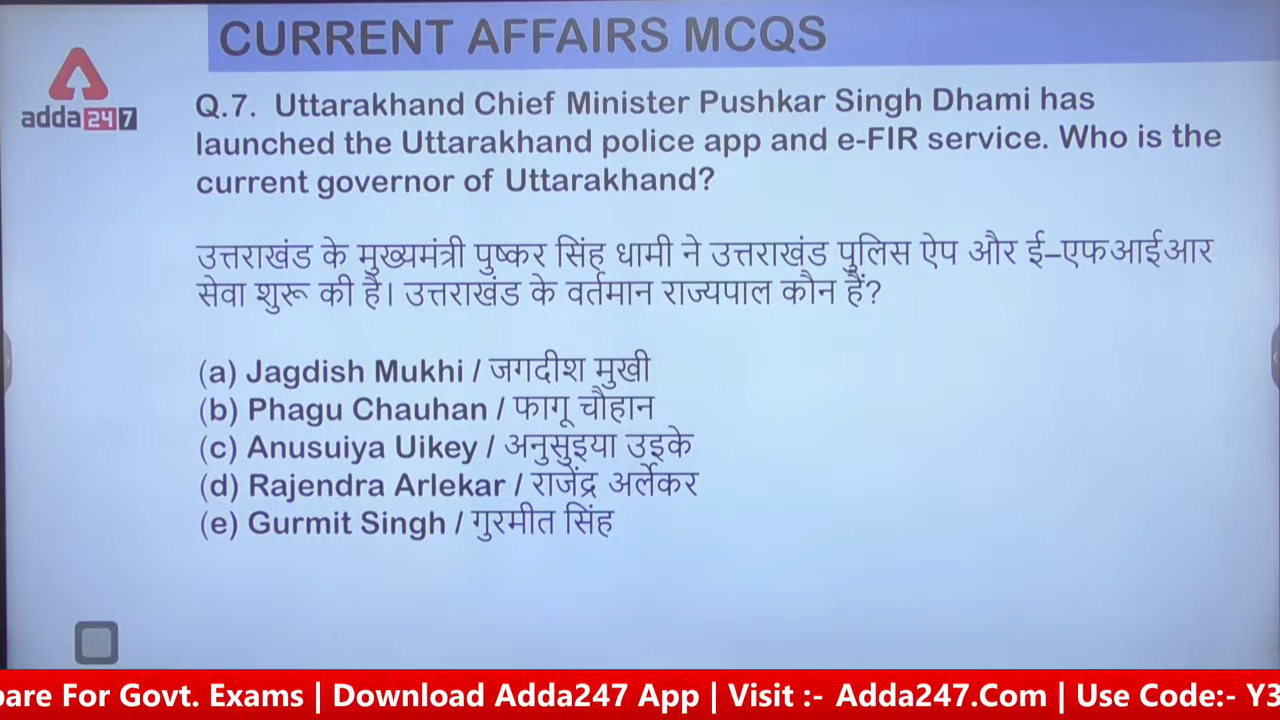 CURRENT AFFAIRS MCQS
adda247
Q.7. Uttarakhand Chief Minister Pushkar Singh Dhami has
launched the Uttarakhand police app and e-FIR service. Who is the
current governor of Uttarakhand?
उत्तराखंड के मुख्यमंत्री पुष्कर सिंह धामी ने उत्तराखंड पुलिस ऐप और ई–एफआईआर
सेवा शुरू की है। उत्तराखंड के वर्तमान राज्यपाल कौन हैं?
(a) Jagdish Mukhi / जगदीश मुखी
(b) Phagu Chauhan / फागू चौहान
(c) Anusuiya Uikey / अनुसुइया उइके
(d) Rajendra Arlekar / राजेंद्र अर्लेकर
(e) Gurmit Singh / गुरमीत सिंह
pare For Govt. Exams | Download Adda247 App | Visit :- Adda247.Com | Use Code:- Y3